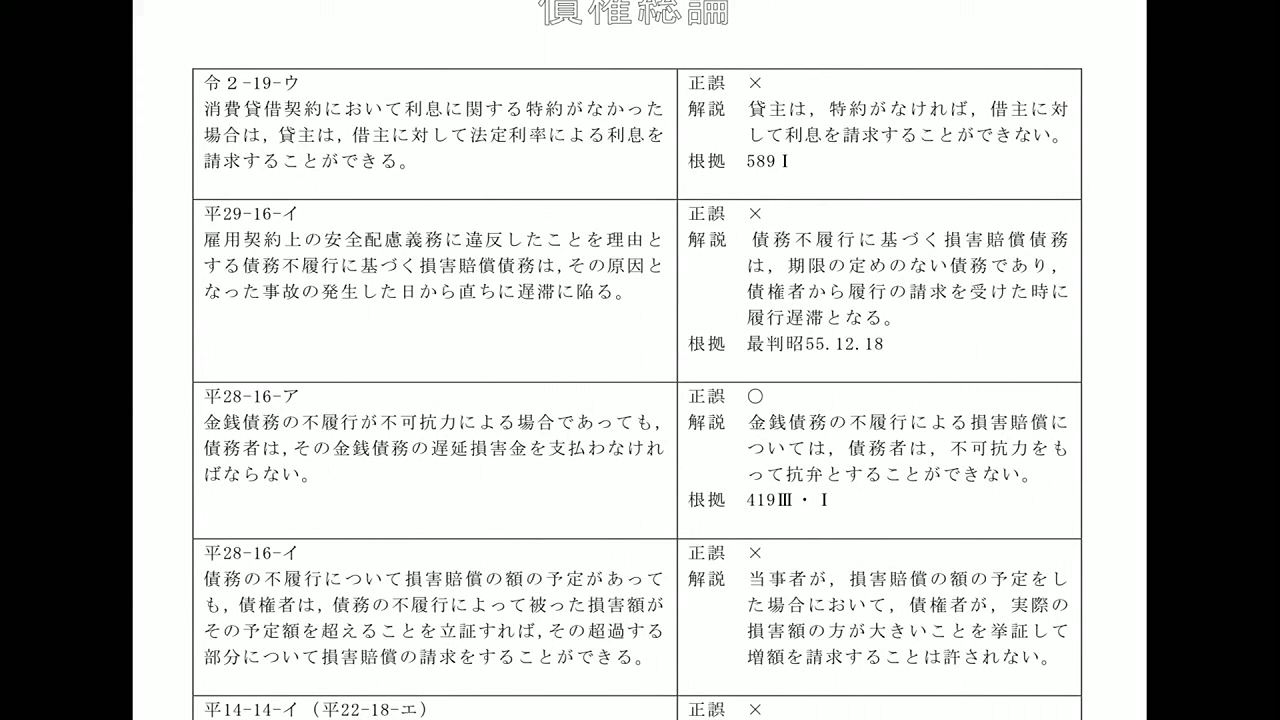 債権総論
令2-19-ウ
消費貸借契約において利息に関する特約がなかった
場合は，貸主は，借主に対して法定利率による利息を
請求することができる。
正誤 ×
解説 貸主は，特約がなければ，借主に対
して利息を請求することができない。
根拠 589Ⅰ
平29-16-イ
雇用契約上の安全配慮義務に違反したことを理由と
する債務不履行に基づく損害賠償債務は，その原因と
なった事故の発生した日から直ちに遅滞に陥る。
正誤 ×
解説 債務不履行に基づく損害賠償債務
は，期限の定めのない債務であり，
債権者から履行の請求を受けた時に
履行遅滞となる。
根拠 最判昭55.12.18
平28-16-ア
金銭債務の不履行が不可抗力による場合であっても，
債務者は，その金銭債務の遅延損害金を支払わなけれ
ばならない。
正誤 〇
解説 金銭債務の不履行による損害賠償に
ついては，債務者は，不可抗力をも
って抗弁とすることができない。
根拠 419Ⅲ・Ⅰ
平28-16-イ
債務の不履行について損害賠償の額の予定があって
も，債権者は，債務の不履行によって被った損害額が
その予定額を超えることを立証すれば，その超過する
部分について損害賠償の請求をすることができる。
正誤 ×
解説 当事者が，損害賠償の額の予定をし
た場合において，債権者が，実際の
損害額の方が大きいことを挙証して
増額を請求することは許されない。
平14-14-イ（平22-18-エ）
正誤 ×